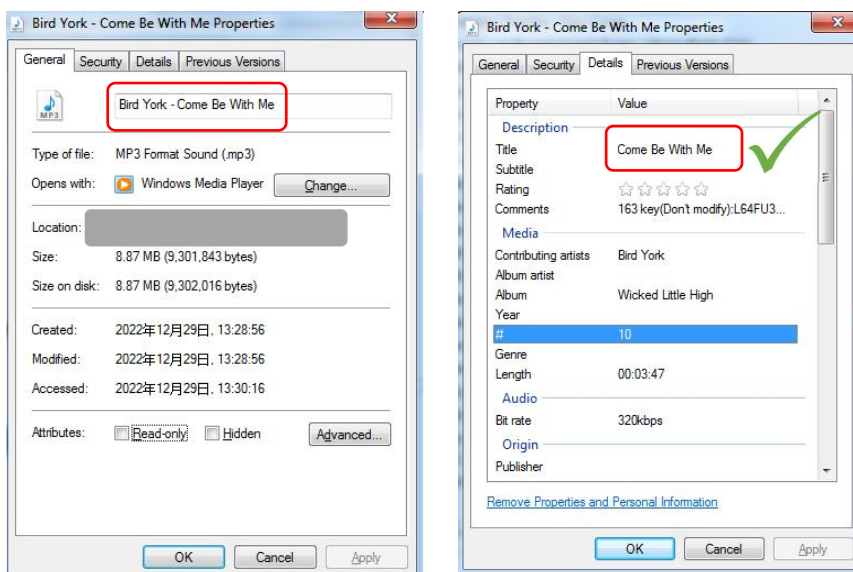 Bird York - Come Be With Me Properties
General Security Details Previous Versions
MP3
Bird York - Come Be With Me
Type of file: MP3 Format Sound (.mp3)
Opens with: Windows Media Player Change...
Location:
Size: 8.87 MB (9,301,843 bytes)
Size on disk: 8.87 MB (9,302,016 bytes)
Created: 2022年12月29日, 13:28:56
Modified: 2022年12月29日, 13:28:56
Accessed: 2022年12月29日, 13:30:16
Attributes: Read-only Hidden Advanced...
OK Cancel Apply
Bird York - Come Be With Me Properties
General Security Details Previous Versions
Property Value
Description
Title Come Be With Me
Subtitle
Rating
Comments 163 key(Don't modify):L64FU3...
Media
Contributing artists Bird York
Album artist
Album Wicked Little High
Year
# 10
Genre
Length 00:03:47
Audio
Bit rate 320kbps
Origin
Publisher
Remove Properties and Personal Information
OK Cancel Apply